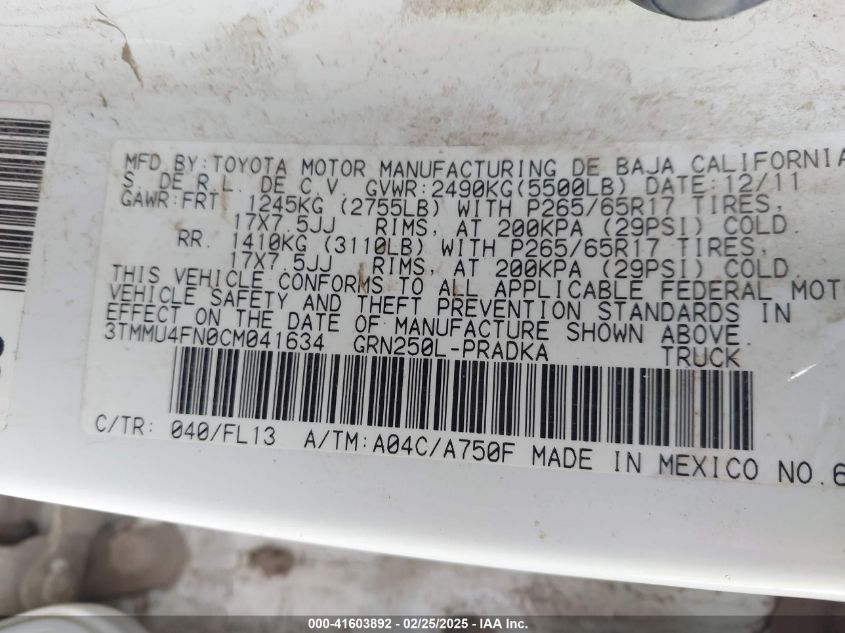 MFD BY:TOYOTA MOTOR MANUFACTURING DE BAJA CALIFORNIA
S. DE R.L. DE C.V GVWR:2490KG(5500LB) DATE:12/11
GAWR:FRT 1245KG (2755LB) WITH P265/65R17 TIRES,
17X7.5JJ RIMS, AT 200KPA (29PSI) COLD.
RR. 1410KG (3110LB) WITH P265/65R17 TIRES,
17X7.5JJ RIMS, AT 200KPA (29PSI) COLD.
THIS VEHICLE CONFORMS TO ALL APPLICABLE FEDERAL MOT
VEHICLE SAFETY AND THEFT PREVENTION STANDARDS IN
EFFECT ON THE DATE OF MANUFACTURE SHOWN ABOVE.
3TMMU4FN0CM041634 GRN250L-PRADKA TRUCK
C/TR: 040/FL13 A/TM:A04C/A750F MADE IN MEXICO NO.6
000-41603892 - 02/25/2025 - IAA, Inc.